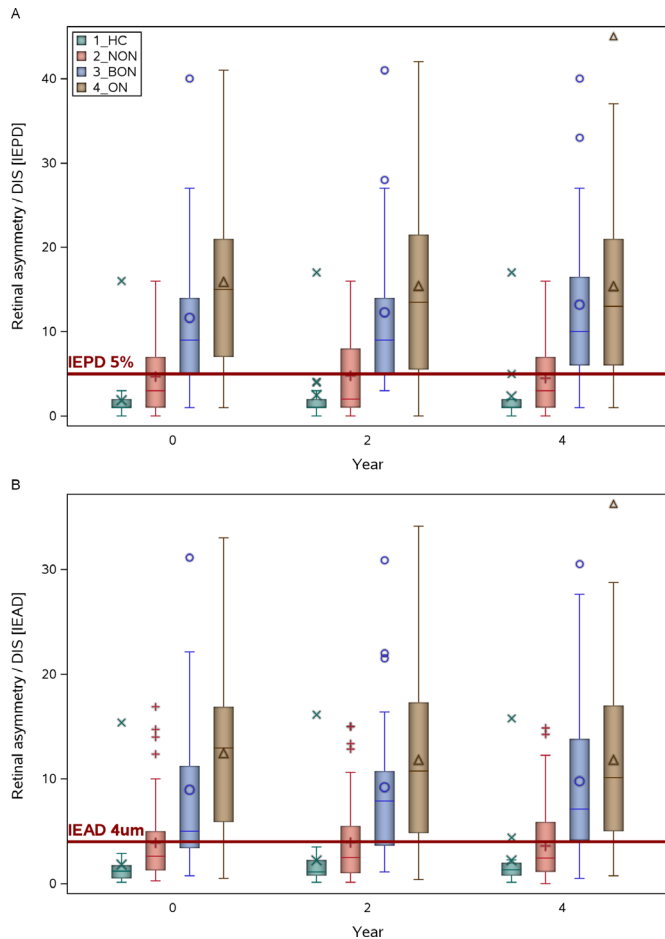 A
1_HC
2_NON
3_BON
4_ON
Retinal asymmetry / DIS [IEPD]
40
30
20
10
0
IEPD 5%
0 2 4
Year
B
Retinal asymmetry / DIS [IEAD]
30
20
10
0
IEAD 4um
0 2 4
Year